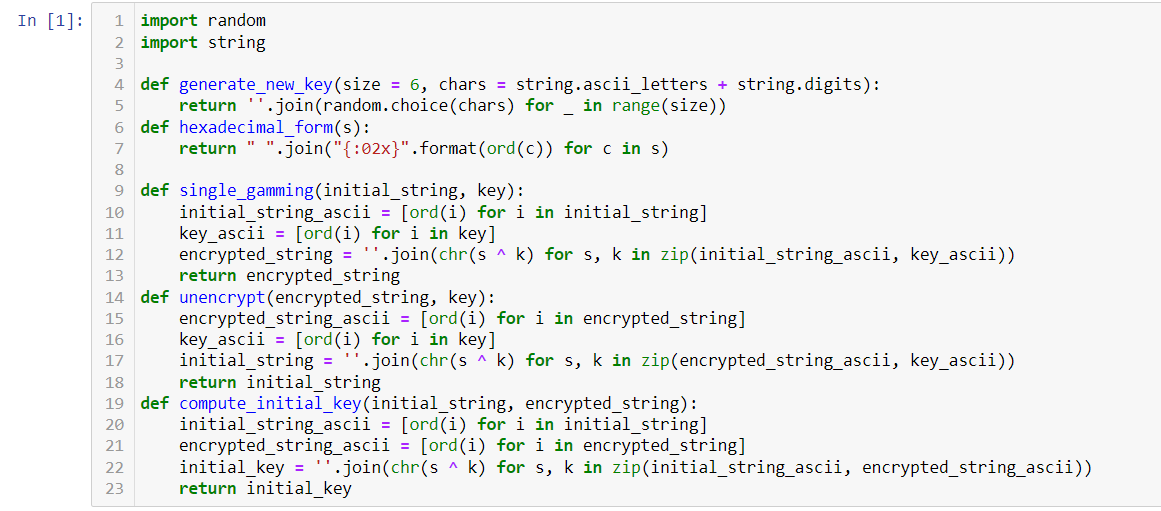 In [1]:
1 import random
2 import string
3
4 def generate_new_key(size = 6, chars = string.ascii_letters + string.digits):
5     return ''.join(random.choice(chars) for _ in range(size))
6 def hexadecimal_form(s):
7     return " ".join("{:02x}".format(ord(c)) for c in s)
8
9 def single_gamming(initial_string, key):
10     initial_string_ascii = [ord(i) for i in initial_string]
11     key_ascii = [ord(i) for i in key]
12     encrypted_string = ''.join(chr(s ^ k) for s, k in zip(initial_string_ascii, key_ascii))
13     return encrypted_string
14 def unencrypt(encrypted_string, key):
15     encrypted_string_ascii = [ord(i) for i in encrypted_string]
16     key_ascii = [ord(i) for i in key]
17     initial_string = ''.join(chr(s ^ k) for s, k in zip(encrypted_string_ascii, key_ascii))
18     return initial_string
19 def compute_initial_key(initial_string, encrypted_string):
20     initial_string_ascii = [ord(i) for i in initial_string]
21     encrypted_string_ascii = [ord(i) for i in encrypted_string]
22     initial_key = ''.join(chr(s ^ k) for s, k in zip(initial_string_ascii, encrypted_string_ascii))
23     return initial_key